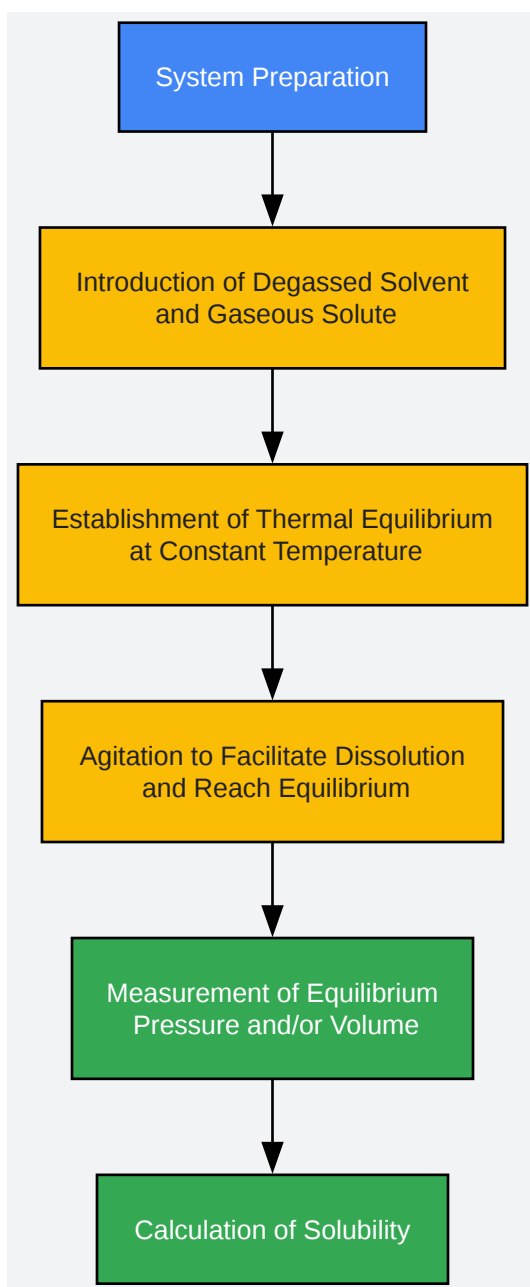 System Preparation
Introduction of Degassed Solvent
and Gaseous Solute
Establishment of Thermal Equilibrium
at Constant Temperature
Agitation to Facilitate Dissolution
and Reach Equilibrium
Measurement of Equilibrium
Pressure and/or Volume
Calculation of Solubility